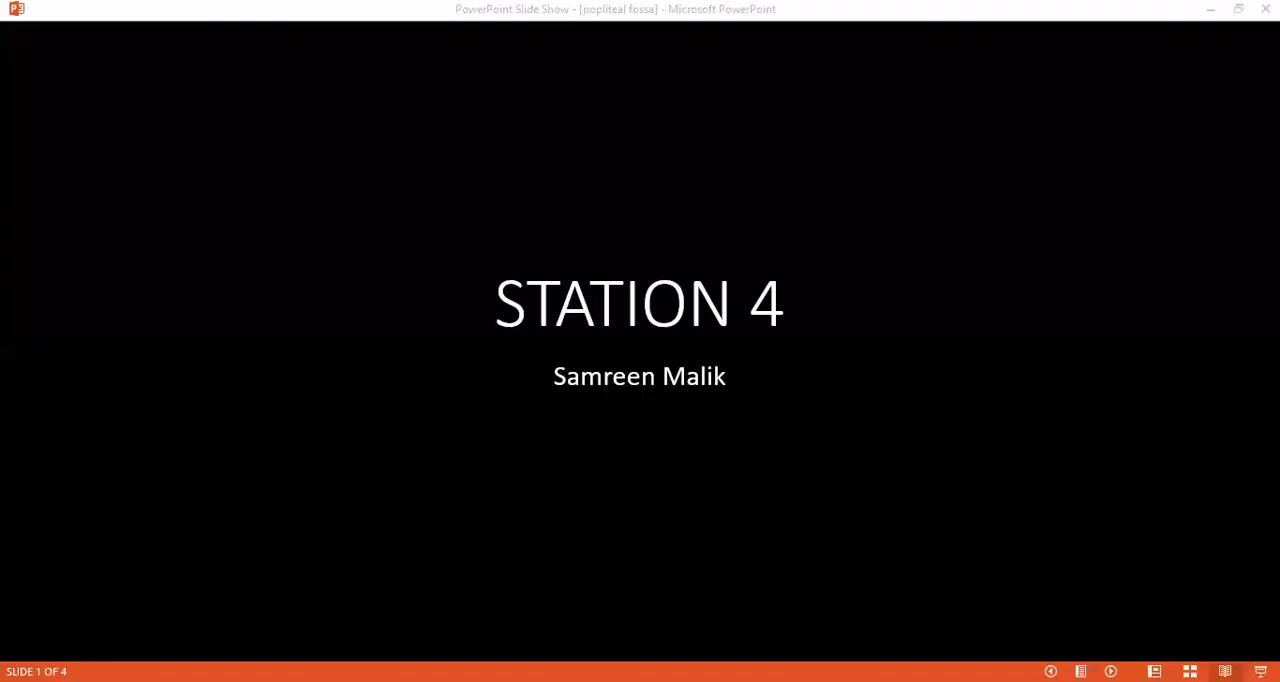 PowerPoint Slide Show - [popliteal fossa] - Microsoft PowerPoint
STATION 4
Samreen Malik
SLIDE 1 OF 4